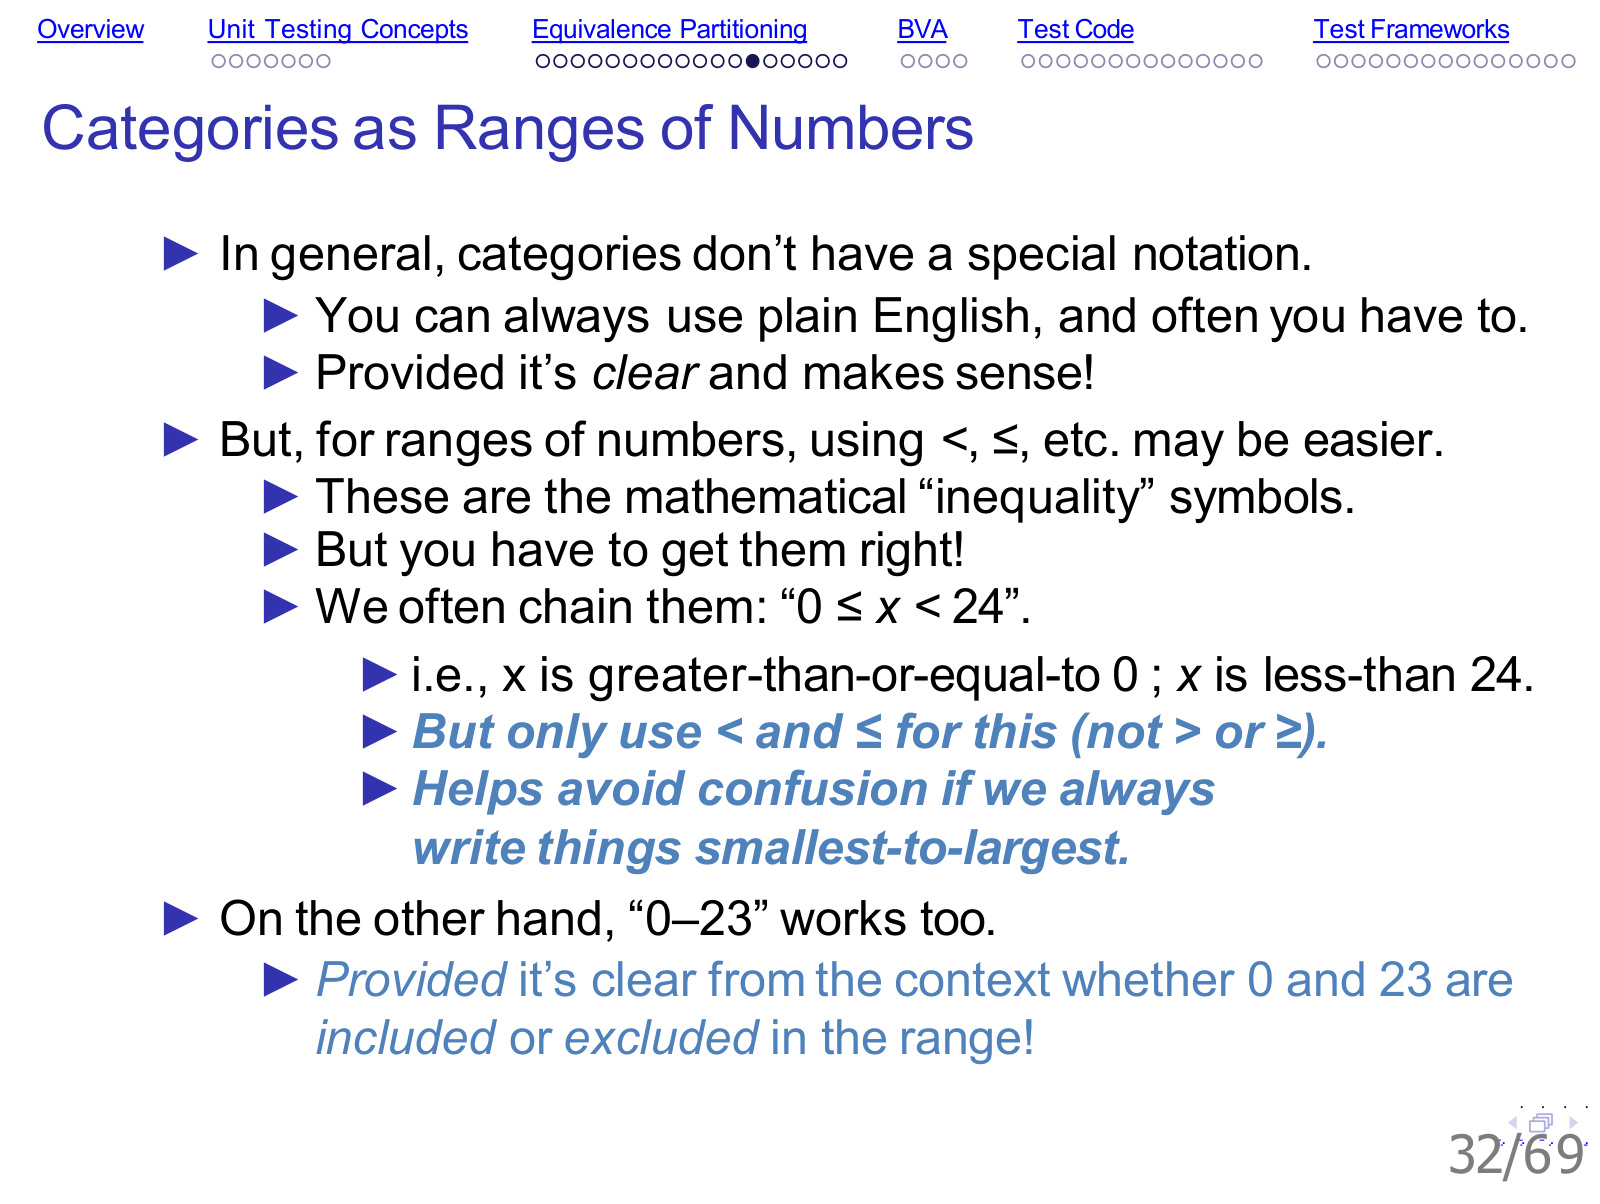 Overview Unit Testing Concepts Equivalence Partitioning BVA Test Code Test Frameworks
Categories as Ranges of Numbers
In general, categories don’t have a special notation.
You can always use plain English, and often you have to.
Provided it’s clear and makes sense!
But, for ranges of numbers, using <, ≤, etc. may be easier.
These are the mathematical “inequality” symbols.
But you have to get them right!
We often chain them: “0 ≤ x < 24”.
i.e., x is greater-than-or-equal-to 0 ; x is less-than 24.
But only use < and ≤ for this (not > or ≥).
Helps avoid confusion if we always
write things smallest-to-largest.
On the other hand, “0–23” works too.
Provided it’s clear from the context whether 0 and 23 are
included or excluded in the range!
32/69